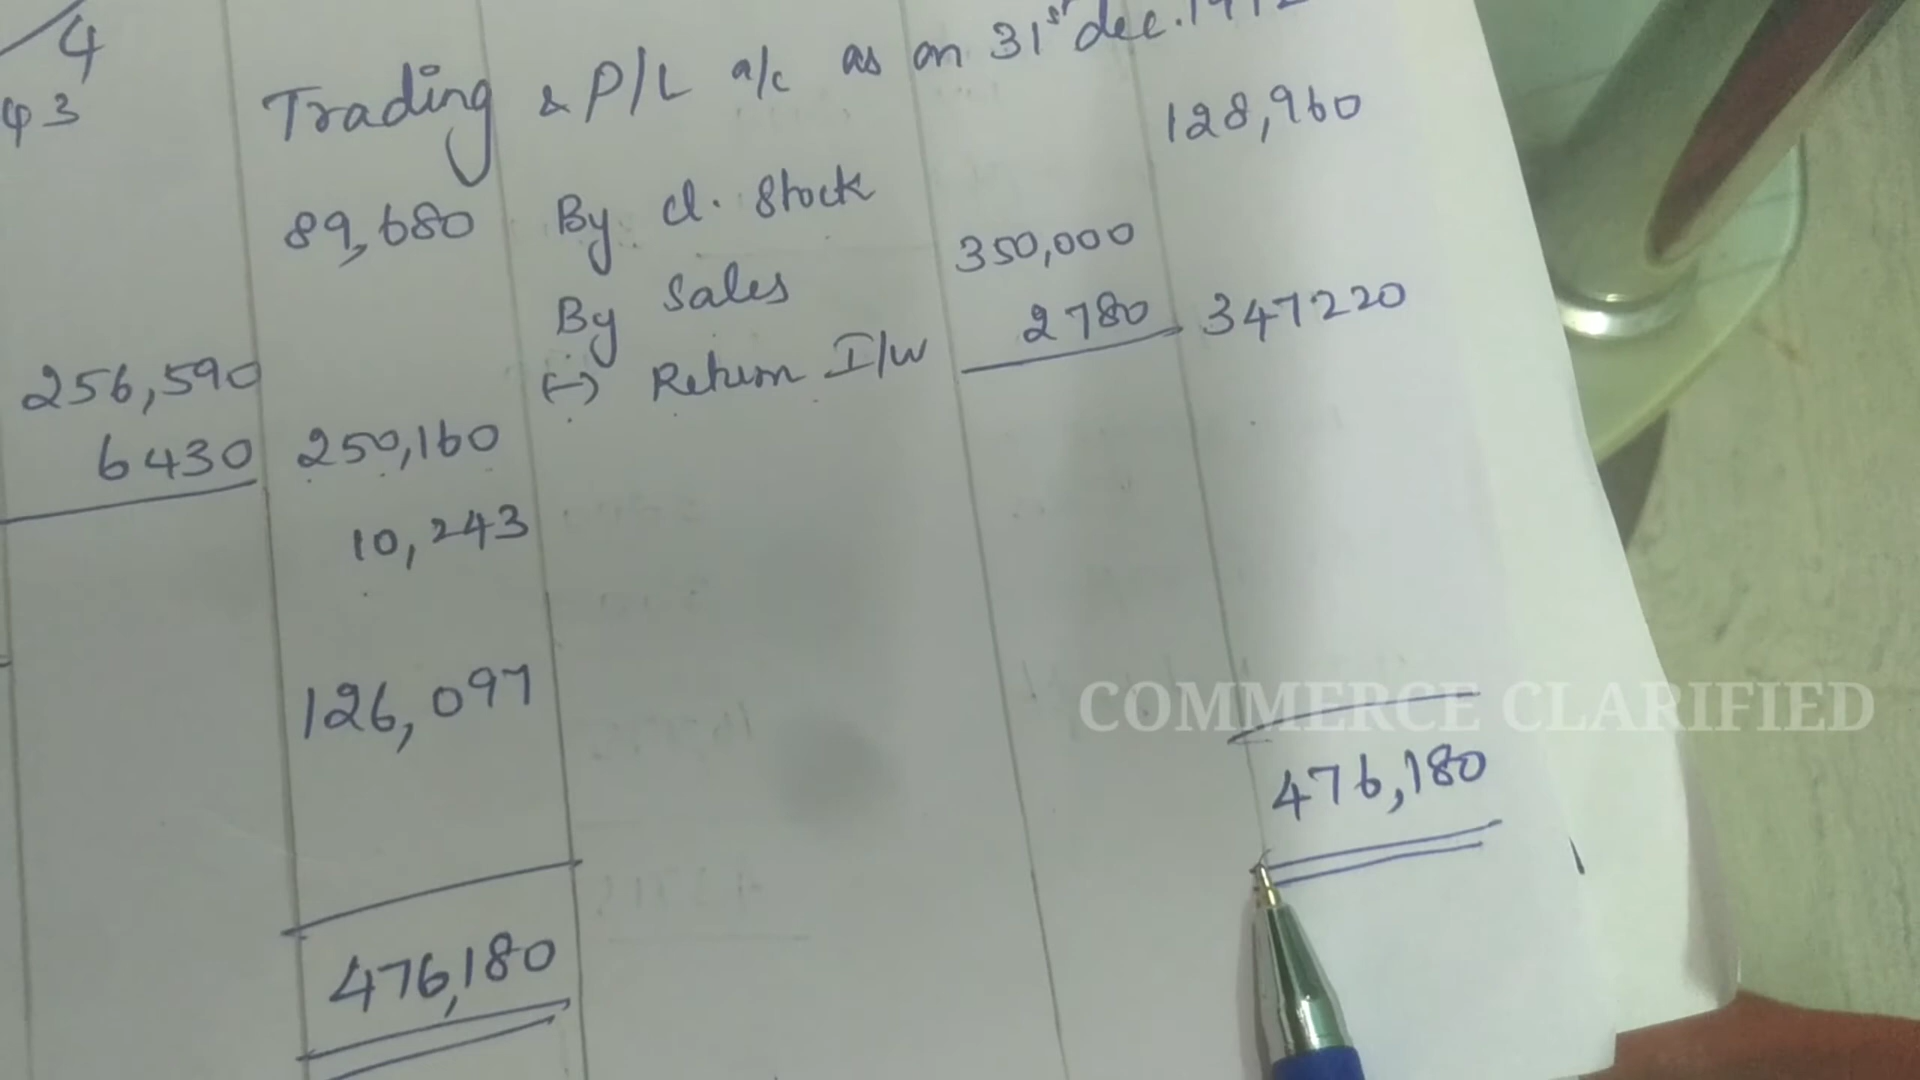 4
43
Trading & P/L a/c as on 31st dec.
128,960
89,680 By cl. Stock
By Sales 350,000
(-) Return I/w 2780 347220
256,590
6430 250,160
10,243
126,097
COMMERCE CLARIFIED
476,180
476,180